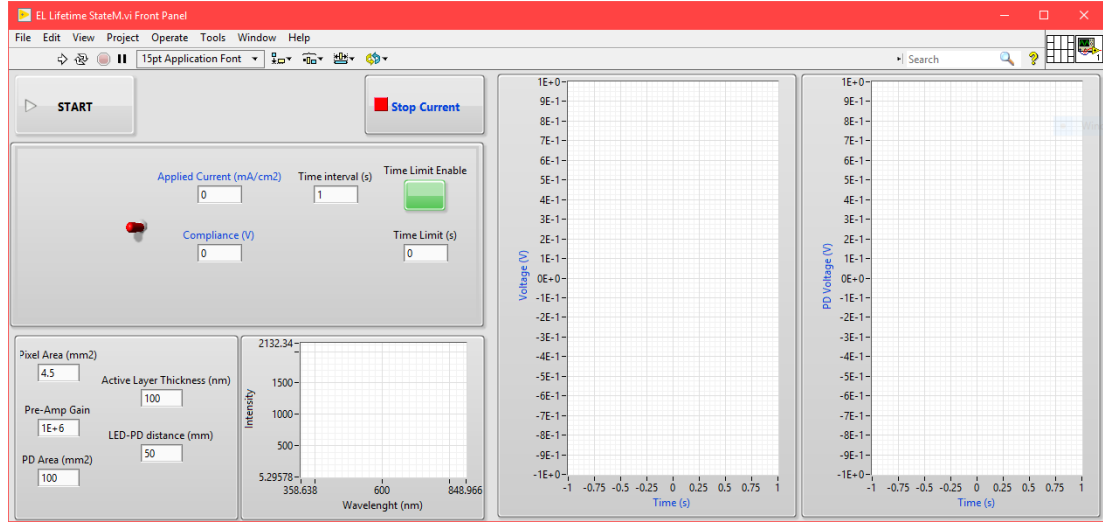 EL Lifetime StateM.vi Front Panel
File Edit View Project Operate Tools Window Help
15pt Application Font
Search
START
Stop Current
Applied Current (mA/cm2)
0
Time interval (s)
1
Time Limit Enable
Compliance (V)
0
Time Limit (s)
0
Pixel Area (mm2)
4.5
Active Layer Thickness (nm)
100
Pre-Amp Gain
1E+6
LED-PD distance (mm)
50
PD Area (mm2)
100
2132.34
1500
1000
500
5.29578
Intensity
358.638 600 848.966
Wavelenght (nm)
1E+0
9E-1
8E-1
7E-1
6E-1
5E-1
4E-1
3E-1
2E-1
1E-1
0E+0
-1E-1
-2E-1
-3E-1
-4E-1
-5E-1
-6E-1
-7E-1
-8E-1
-9E-1
-1E+0
Voltage (V)
-1 -0.75 -0.5 -0.25 0 0.25 0.5 0.75 1
Time (s)
1E+0
9E-1
8E-1
7E-1
6E-1
5E-1
4E-1
3E-1
2E-1
1E-1
0E+0
-1E-1
-2E-1
-3E-1
-4E-1
-5E-1
-6E-1
-7E-1
-8E-1
-9E-1
-1E+0
PD Voltage (V)
-1 -0.75 -0.5 -0.25 0 0.25 0.5 0.75 1
Time (s)